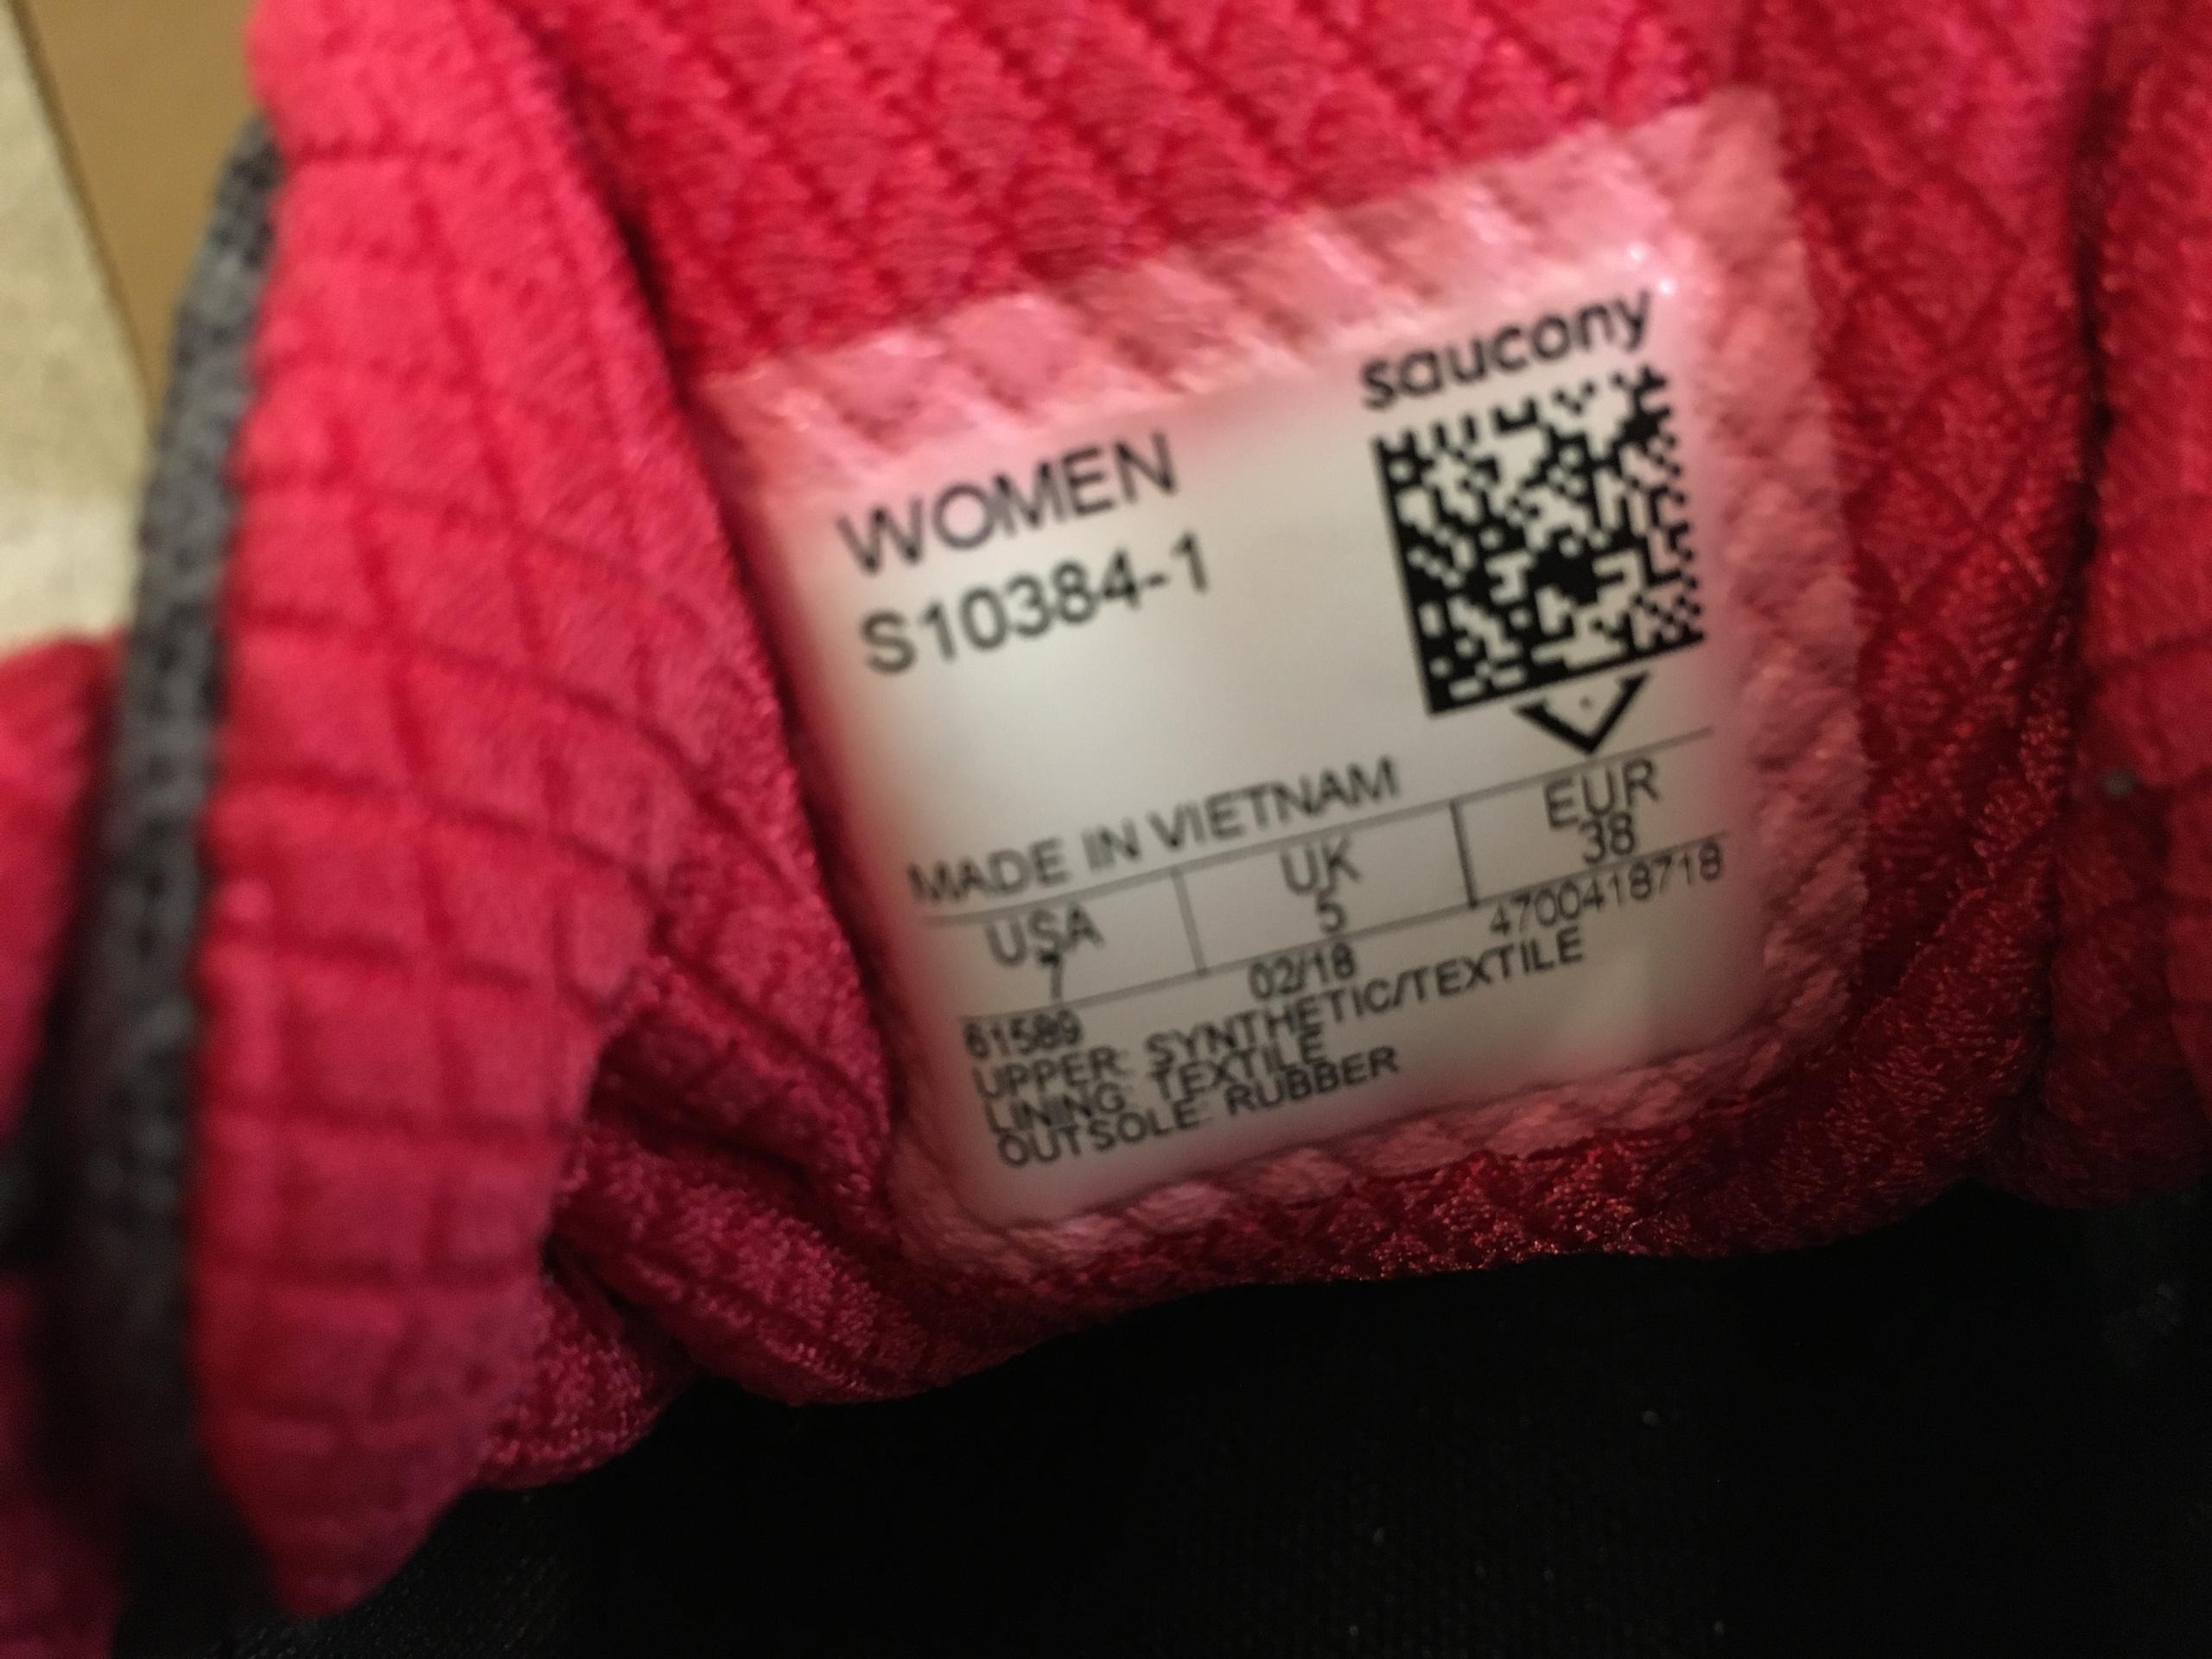 saucony
WOMEN
S10384-1
MADE IN VIETNAM
USA UK EUR
7 5 38
61589 02/18 4700418718
UPPER: SYNTHETIC/TEXTILE
LINING: TEXTILE
OUTSOLE: RUBBER